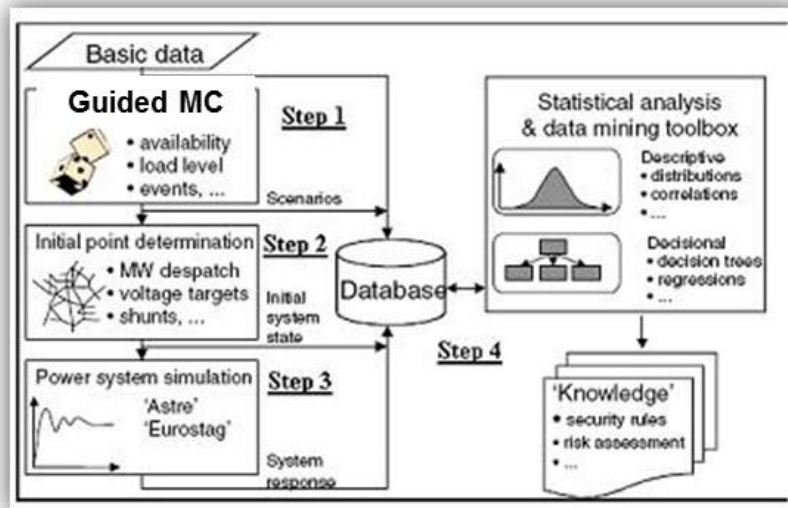 Basic data
Guided MC
• availability
• load level
• events, ...
Step 1
Scenarios
Initial point determination
• MW despatch
• voltage targets
• shunts, ...
Step 2
Initial
system
state
Power system simulation
'Astre'
'Eurostag'
Step 3
System
response
Database
Step 4
Statistical analysis
& data mining toolbox
Descriptive
• distributions
• correlations
• ...
Decisional
• decision trees
• regressions
• ...
'Knowledge'
• security rules
• risk assessment
• ...